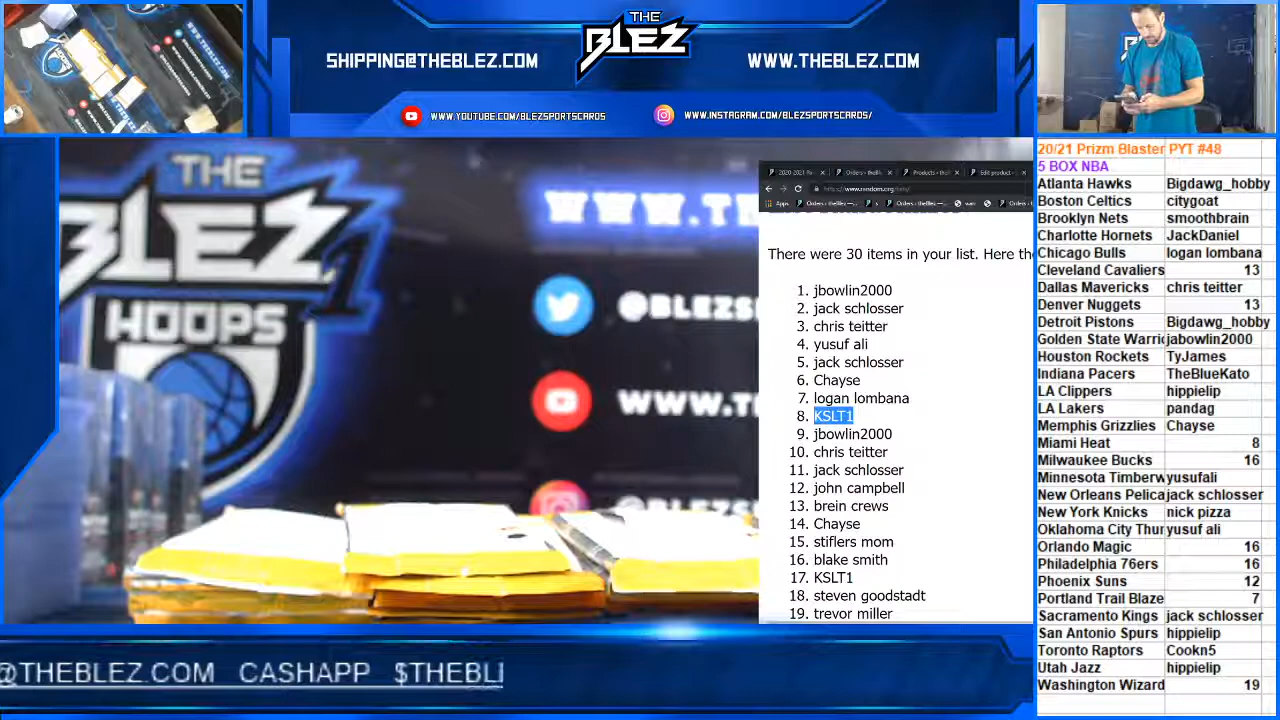 THE
BLEZ
SHIPPING@THEBLEZ.COM
WWW.THEBLEZ.COM
WWW.YOUTUBE.COM/BLEZSPORTSCARDS
WWW.INSTAGRAM.COM/BLEZSPORTSCARDS/
THE
BLEZ
HOOPS
WWW.TH
@BLEZS
WWW.T
There were 30 items in your list. Here the
1. jbowlin2000
2. jack schlosser
3. chris teitter
4. yusuf ali
5. jack schlosser
6. Chayse
7. logan lombana
8. KSLT1
9. jbowlin2000
10. chris teitter
11. jack schlosser
12. john campbell
13. brein crews
14. Chayse
15. stiflers mom
16. blake smith
17. KSLT1
18. steven goodstadt
19. trevor miller
20/21 Prizm Blaster PYT #48
5 BOX NBA
Atlanta Hawks Bigdawg_hobby
Boston Celtics citygoat
Brooklyn Nets smoothbrain
Charlotte Hornets JackDaniel
Chicago Bulls logan lombana
Cleveland Cavaliers 13
Dallas Mavericks chris teitter
Denver Nuggets 13
Detroit Pistons Bigdawg_hobby
Golden State Warric jabowlin2000
Houston Rockets TyJames
Indiana Pacers TheBlueKato
LA Clippers hippielip
LA Lakers pandag
Memphis Grizzlies Chayse
Miami Heat 8
Milwaukee Bucks 16
Minnesota Timberw yusufali
New Orleans Pelica jack schlosser
New York Knicks nick pizza
Oklahoma City Thur yusuf ali
Orlando Magic 16
Philadelphia 76ers 16
Phoenix Suns 12
Portland Trail Blaze 7
Sacramento Kings jack schlosser
San Antonio Spurs hippielip
Toronto Raptors Cookn5
Utah Jazz hippielip
Washington Wizard 19
@THEBLEZ.COM CASHAPP $THEBL